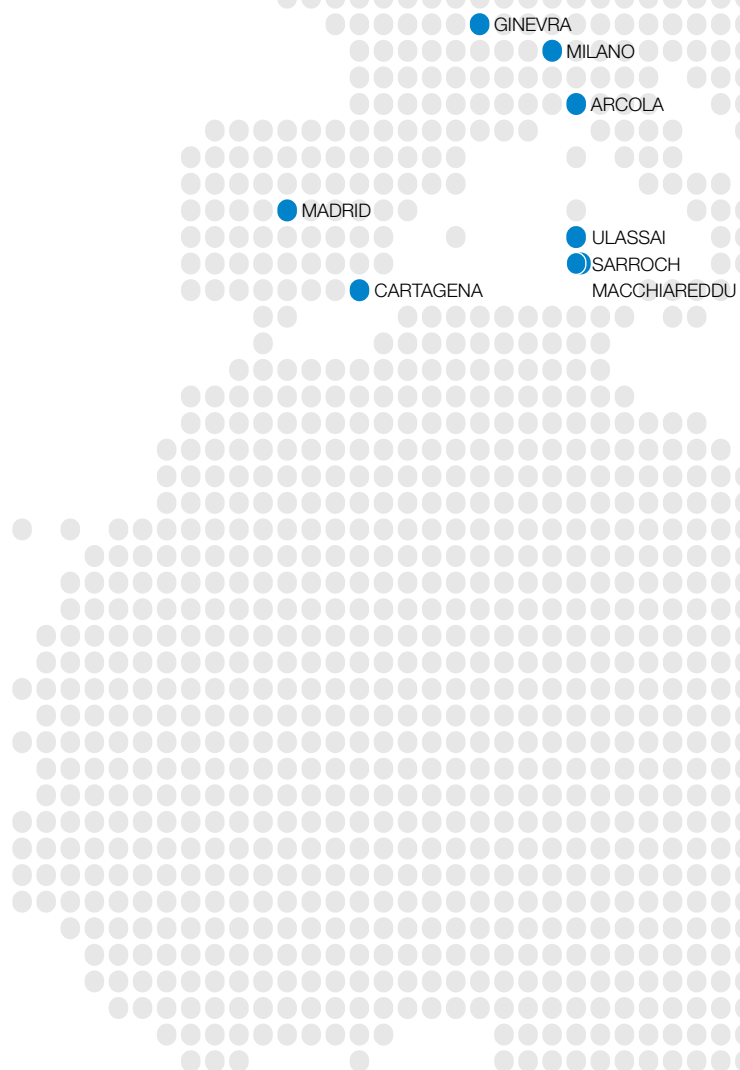 GINEVRA
MILANO
ARCOLA
MADRID
ULASSAI
SARROCH
CARTAGENA
MACCHIAREDDU